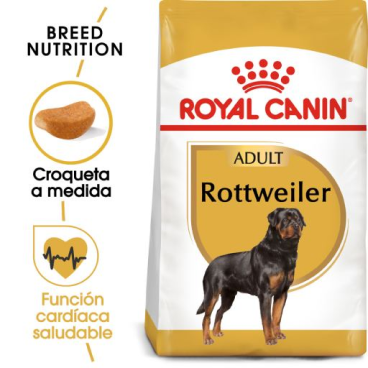 BREED
NUTRITION
Croqueta
a medida
Función
cardíaca
saludable
ROYAL CANIN
ADULT
Rottweiler